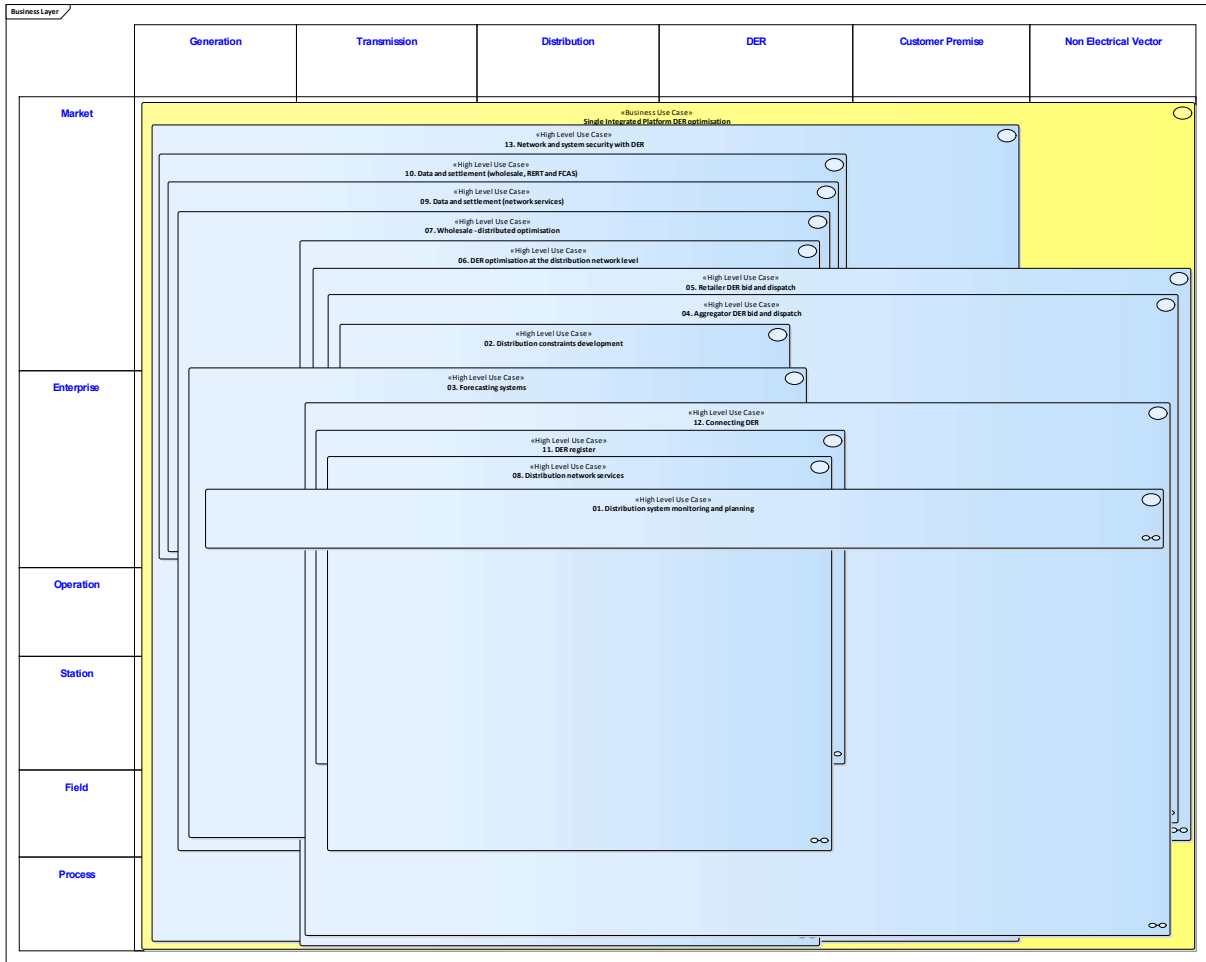 Business Layer
Generation
Transmission
Distribution
DER
Customer Premise
Non Electrical Vector
Market
«Business Use Case»
Single Integrated Platform DER optimisation
«High Level Use Case»
13. Network and system security with DER
«High Level Use Case»
10. Data and settlement (wholesale, RERT and FCAS)
«High Level Use Case»
09. Data and settlement (network services)
«High Level Use Case»
07. Wholesale - distributed optimisation
«High Level Use Case»
06. DER optimisation at the distribution network level
«High Level Use Case»
05. Retailer DER bid and dispatch
«High Level Use Case»
04. Aggregator DER bid and dispatch
«High Level Use Case»
02. Distribution constraints development
Enterprise
«High Level Use Case»
03. Forecasting systems
«High Level Use Case»
12. Connecting DER
«High Level Use Case»
11. DER register
«High Level Use Case»
08. Distribution network services
«High Level Use Case»
01. Distribution system monitoring and planning
Operation
Station
Field
Process